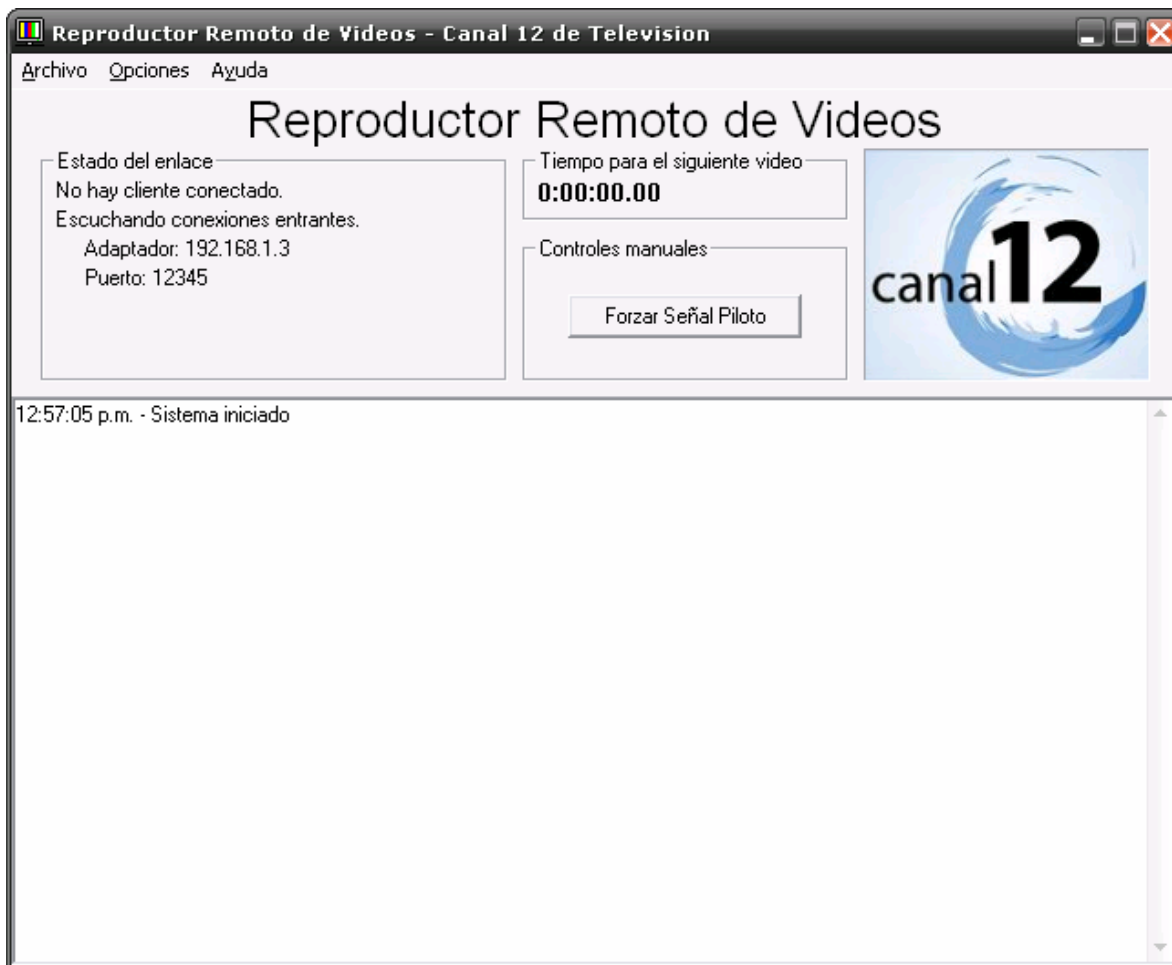 Reproductor Remoto de Videos - Canal 12 de Television
Archivo Opciones Ayuda
Reproductor Remoto de Videos
Estado del enlace
No hay cliente conectado.
Escuchando conexiones entrantes.
Adaptador: 192.168.1.3
Puerto: 12345
Tiempo para el siguiente video
0:00:00.00
Controles manuales
Forzar Señal Piloto
canal12
12:57:05 p.m. - Sistema iniciado